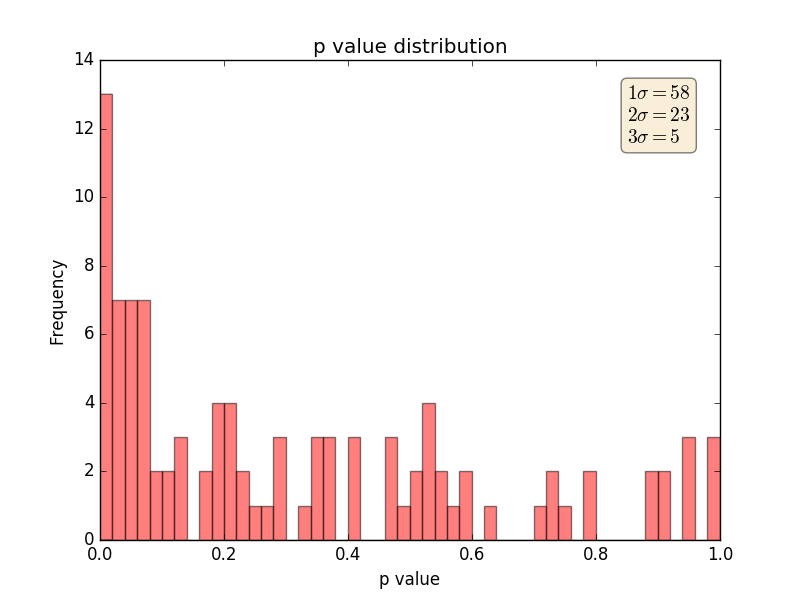 p value distribution
1σ = 58
2σ = 23
3σ = 5
14
12
10
8
6
4
2
0
Frequency
0.0 0.2 0.4 0.6 0.8 1.0
p value